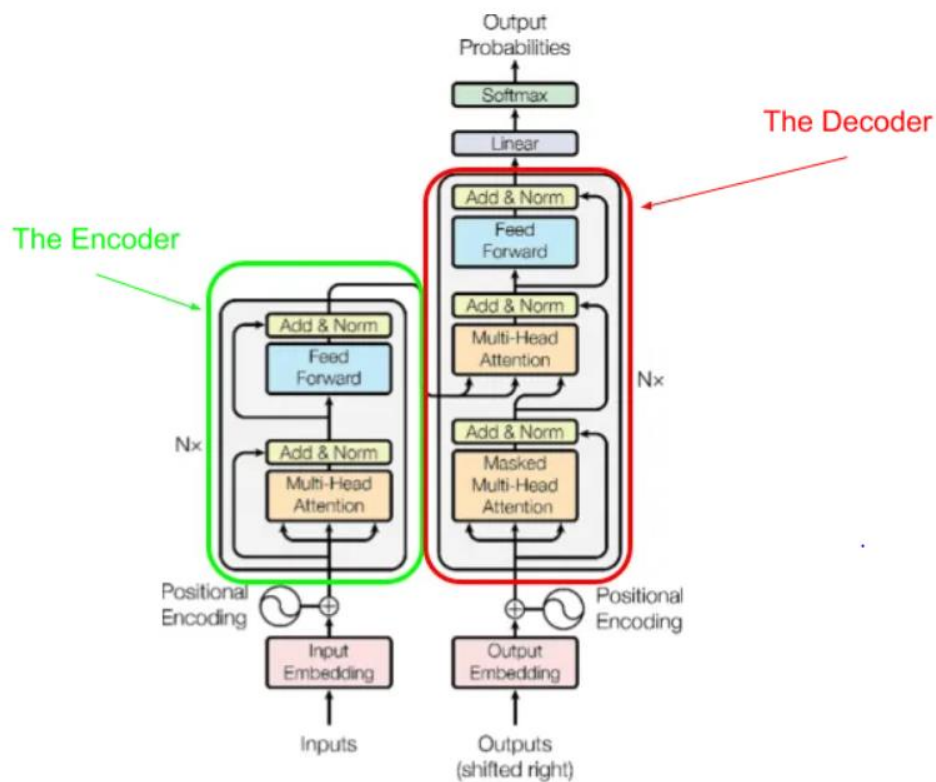 Output
Probabilities
Softmax
Linear
The Decoder
Add & Norm
Feed
Forward
The Encoder
Add & Norm
Multi-Head
Attention
Add & Norm
Feed
Forward
N×
Add & Norm
Masked
Multi-Head
Attention
N×
Add & Norm
Multi-Head
Attention
Positional
Encoding
Positional
Encoding
Input
Embedding
Output
Embedding
Inputs
Outputs
(shifted right)